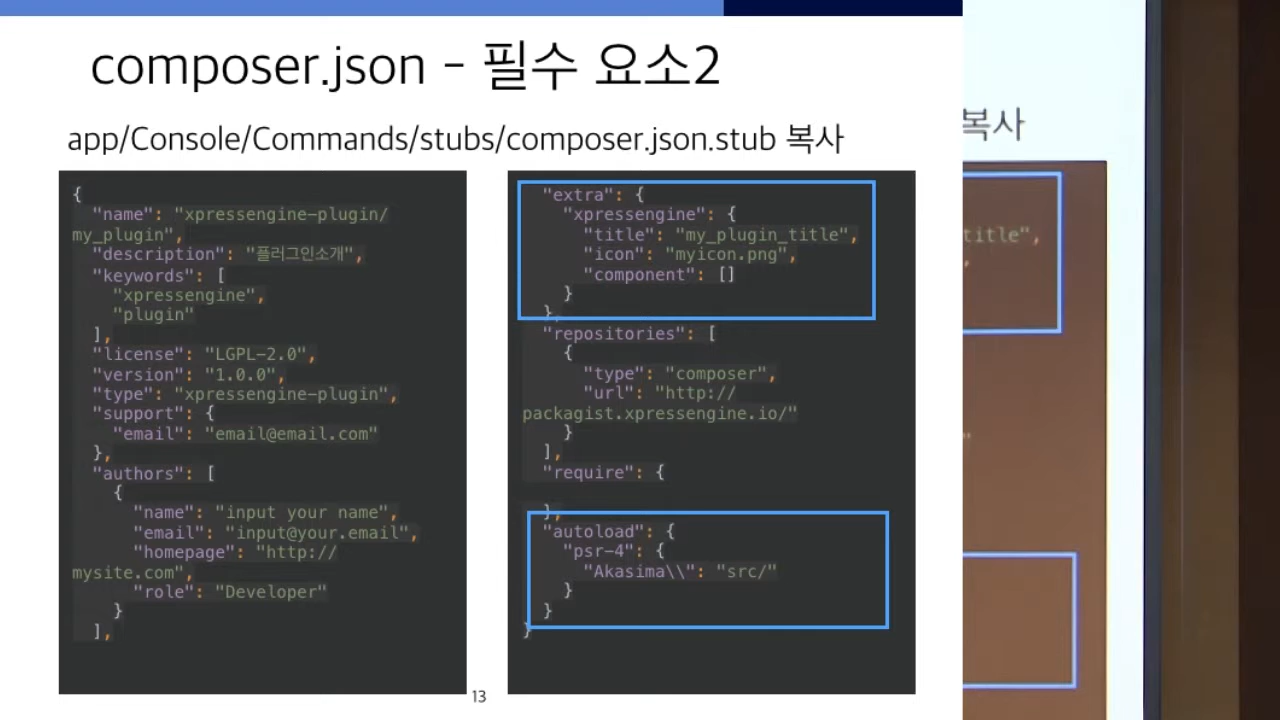 composer.json - 필수 요소2
app/Console/Commands/stubs/composer.json.stub 복사
{
"name": "xpressengine-plugin/
my_plugin",
"description": "플러그인소개",
"keywords": [
"xpressengine",
"plugin"
],
"license": "LGPL-2.0",
"version": "1.0.0",
"type": "xpressengine-plugin",
"support": {
"email": "email@email.com"
},
"authors": [
{
"name": "input your name",
"email": "input@your.email",
"homepage": "http://
mysite.com",
"role": "Developer"
}
],
"extra": {
"xpressengine": {
"title": "my_plugin_title",
"icon": "myicon.png",
"component": []
}
},
"repositories": [
{
"type": "composer",
"url": "http://
packagist.xpressengine.io/"
}
],
"require": {
},
"autoload": {
"psr-4": {
"Akasima\\": "src/"
}
}
}
13
복사
title",
,
"